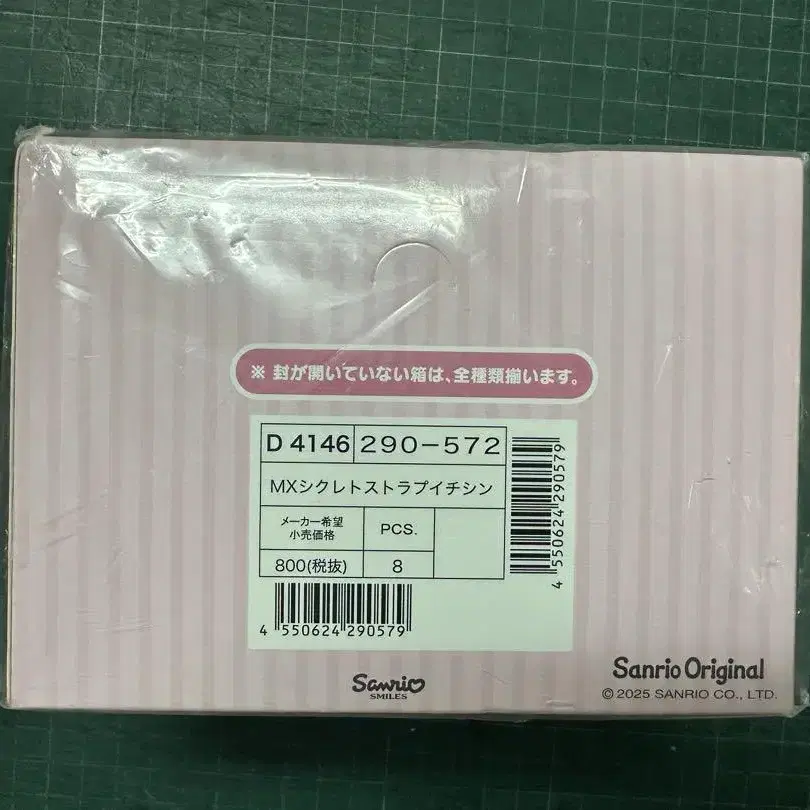 ※ 封が開いていない箱は、全種類揃います。
D 4146 290-572
MXシクレトストラプイチシン
メーカー希望
小売価格
PCS.
800(税抜) 8
4 550624 290579
4 550624 290579
Sanrio
SMILES
Sanrio Original
© 2025 SANRIO CO., LTD.